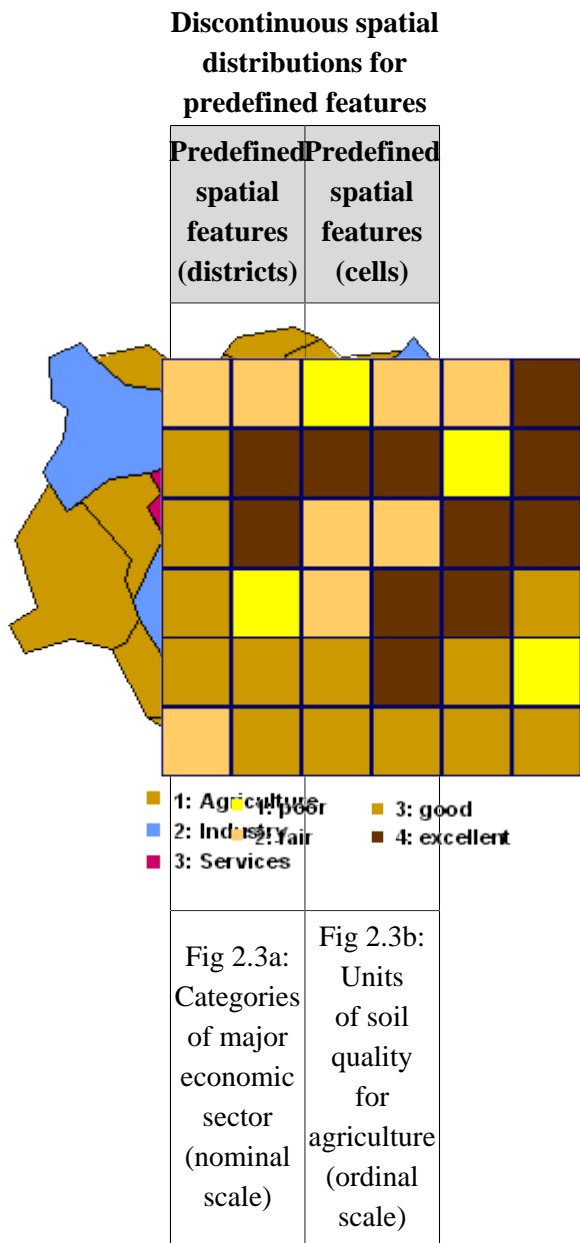 Discontinuous spatial
distributions for
predefined features
Predefined
spatial
features
(districts)
Predefined
spatial
features
(cells)
1: Agriculture
2: Industry
3: Services
1: poor
2: fair
3: good
4: excellent
Fig 2.3a:
Categories
of major
economic
sector
(nominal
scale)
Fig 2.3b:
Units
of soil
quality
for
agriculture
(ordinal
scale)